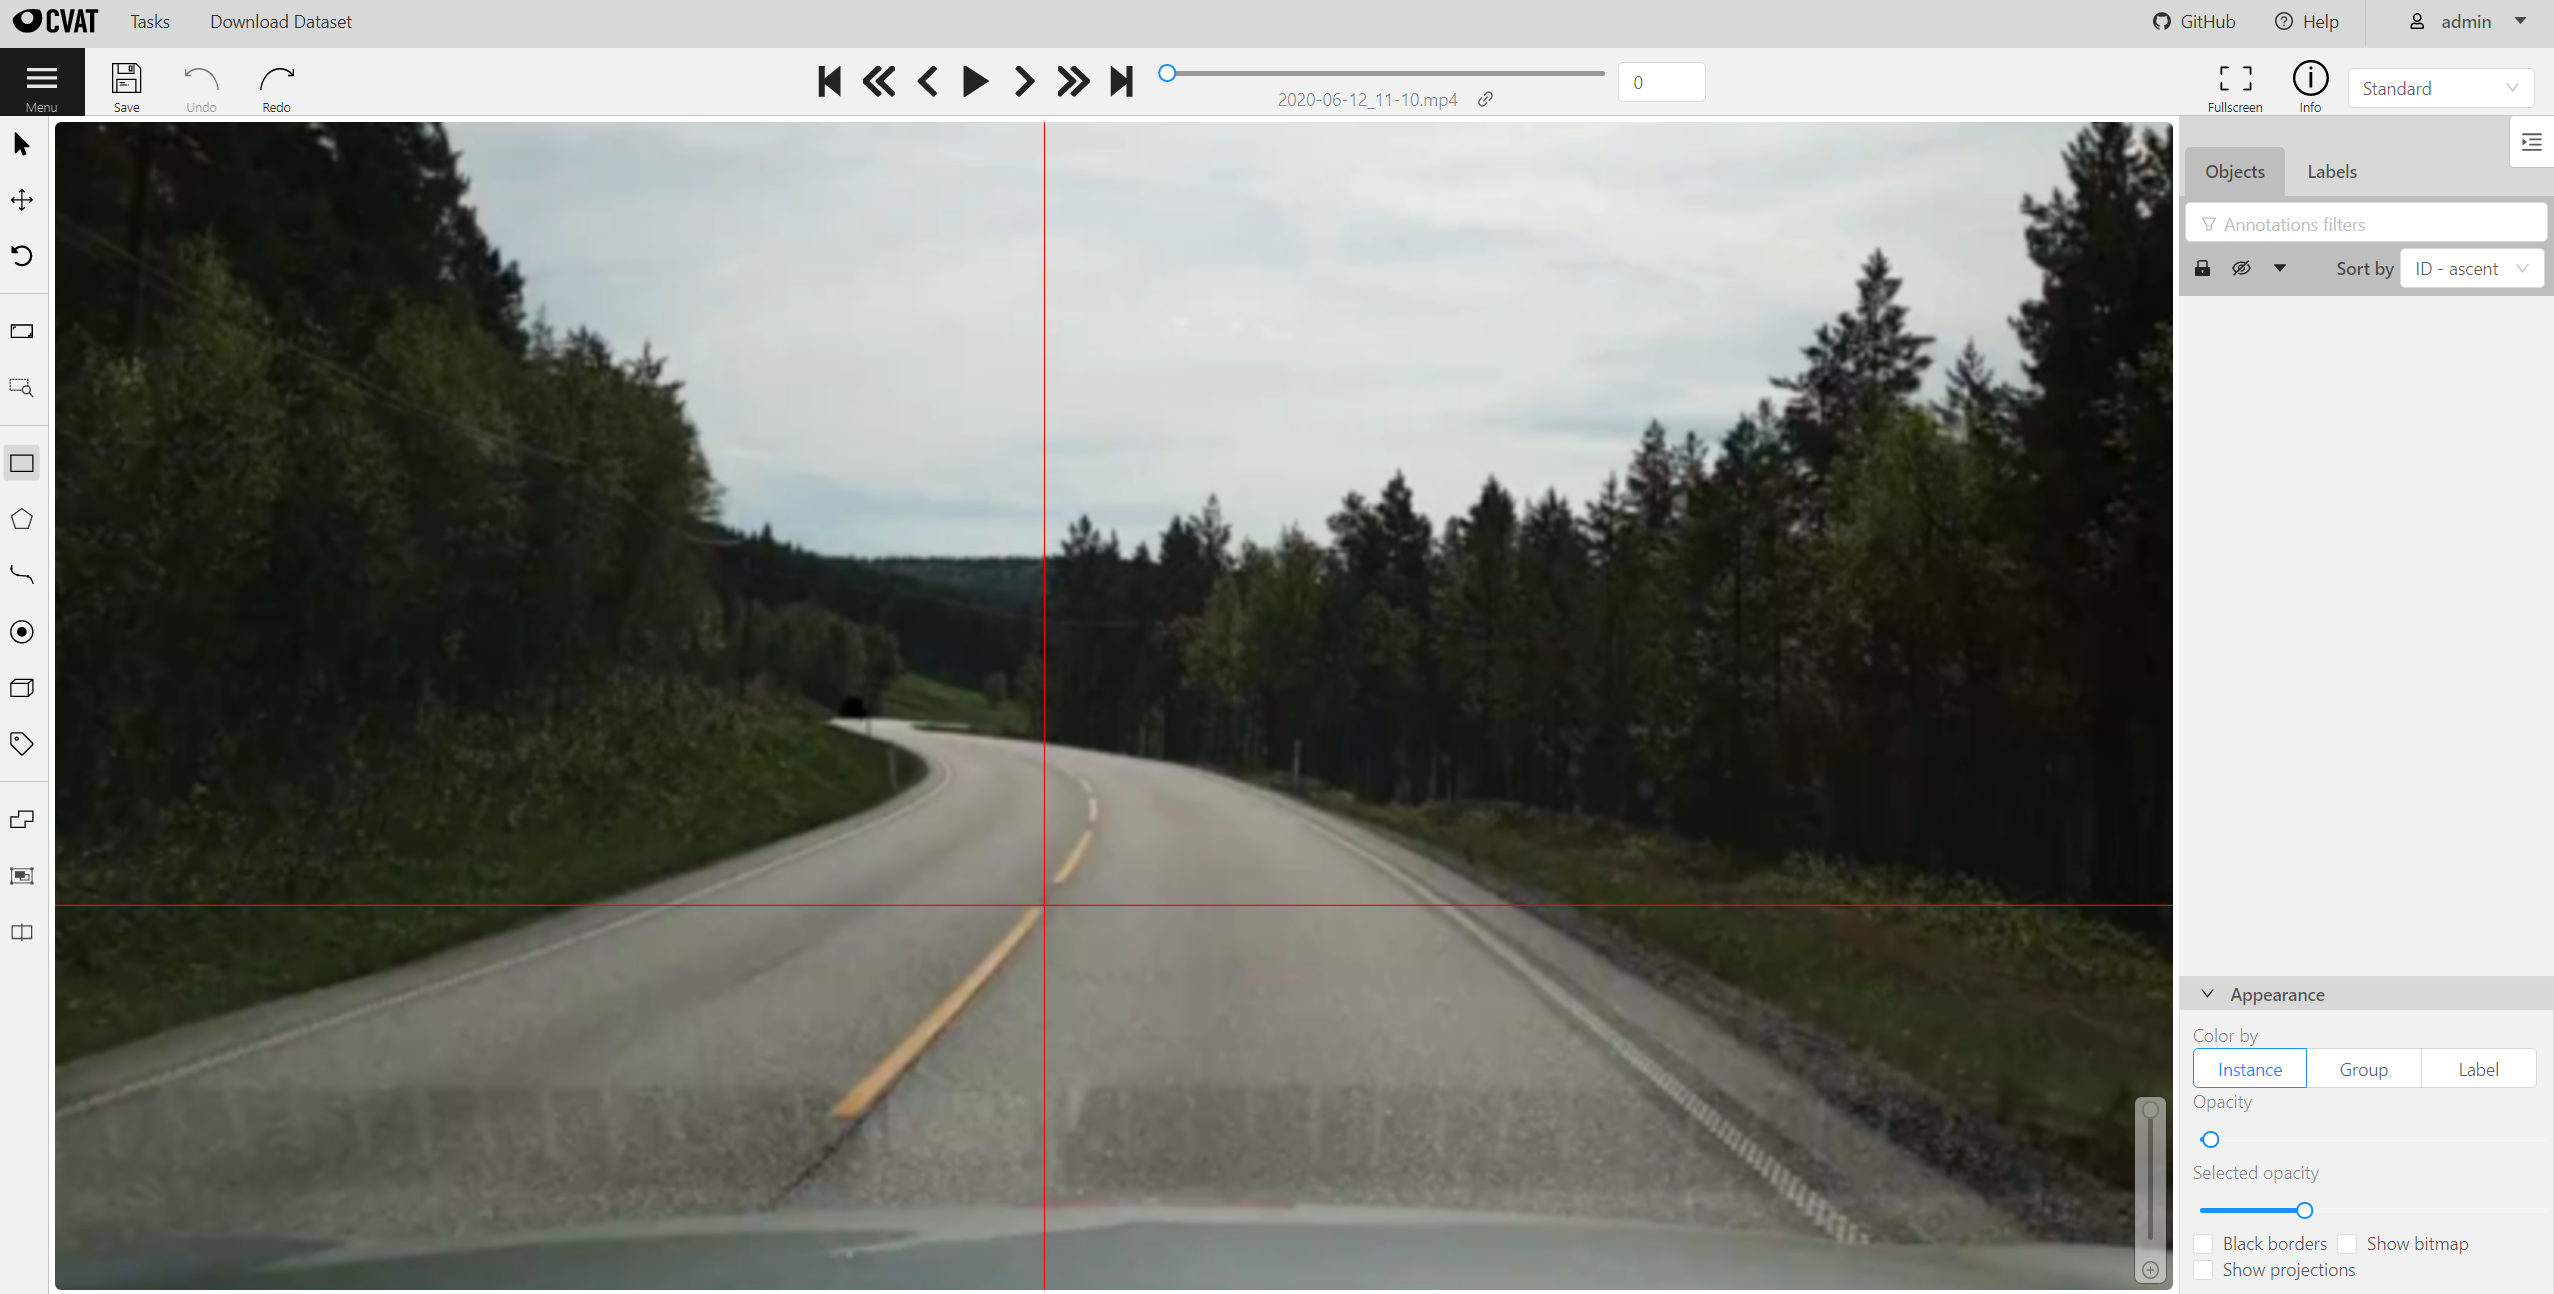 CVAT Tasks Download Dataset GitHub Help admin
Menu Save Undo Redo 2020-06-12_11-10.mp4 0 Fullscreen Info Standard
Objects Labels
Annotations filters
Sort by ID - ascent
Appearance
Color by
Instance Group Label
Opacity
Selected opacity
Black borders Show bitmap
Show projections